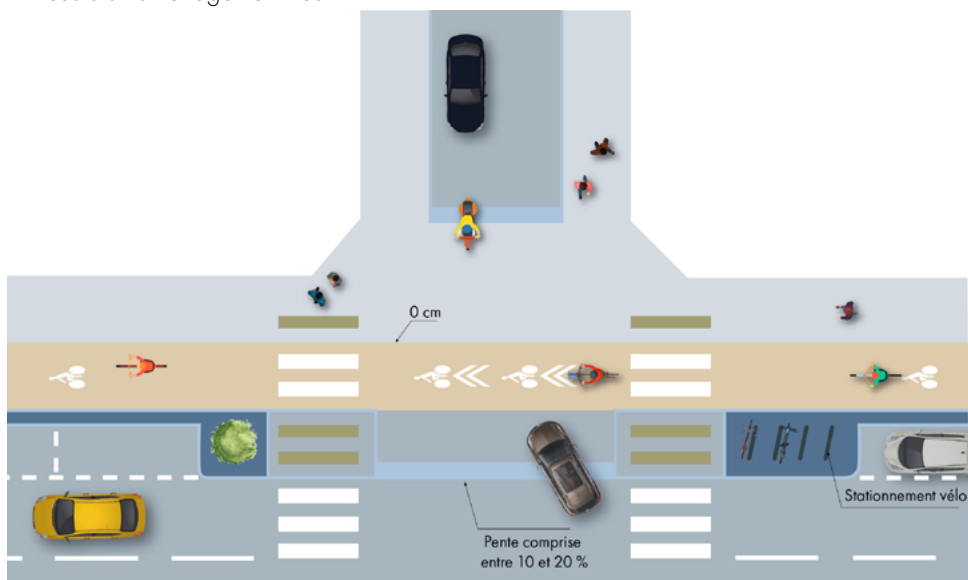 0 cm
Stationnement vélo
Pente comprise
entre 10 et 20 %